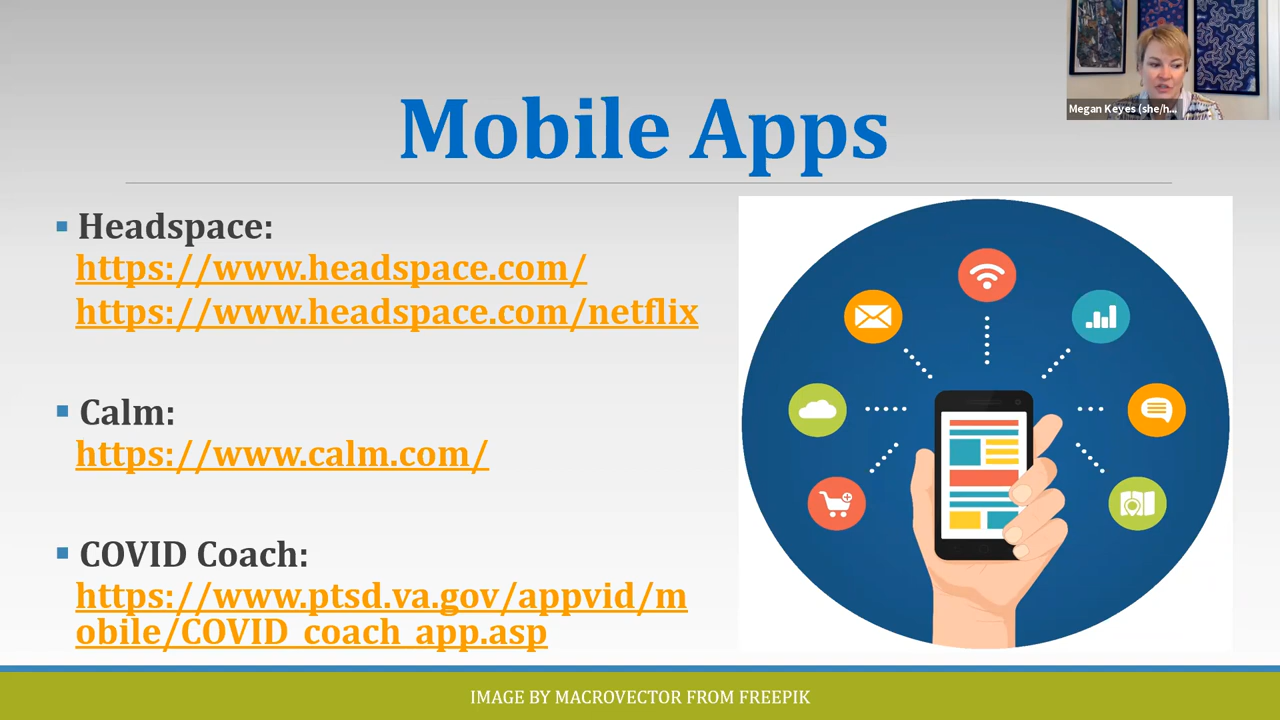 Megan Keyes (she/h...
Mobile Apps
Headspace:
https://www.headspace.com/
https://www.headspace.com/netflix
Calm:
https://www.calm.com/
COVID Coach:
https://www.ptsd.va.gov/appvid/m
obile/COVID_coach_app.asp
IMAGE BY MACROVECTOR FROM FREEPIK